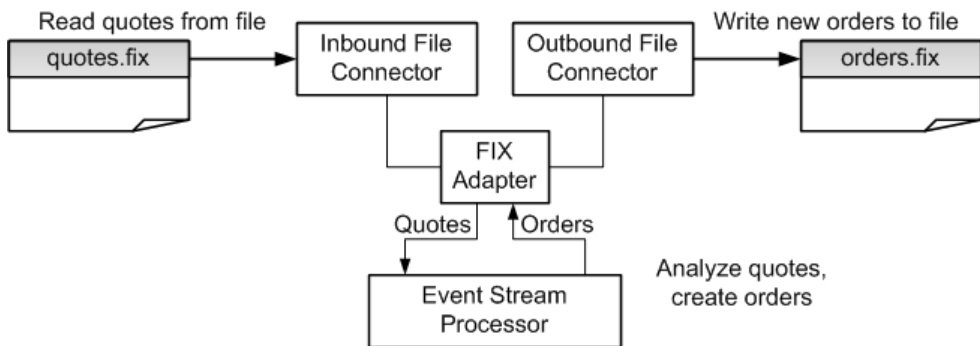 Read quotes from file
quotes.fix
Inbound File
Connector
Outbound File
Connector
Write new orders to file
orders.fix
FIX
Adapter
Quotes
Orders
Event Stream
Processor
Analyze quotes,
create orders